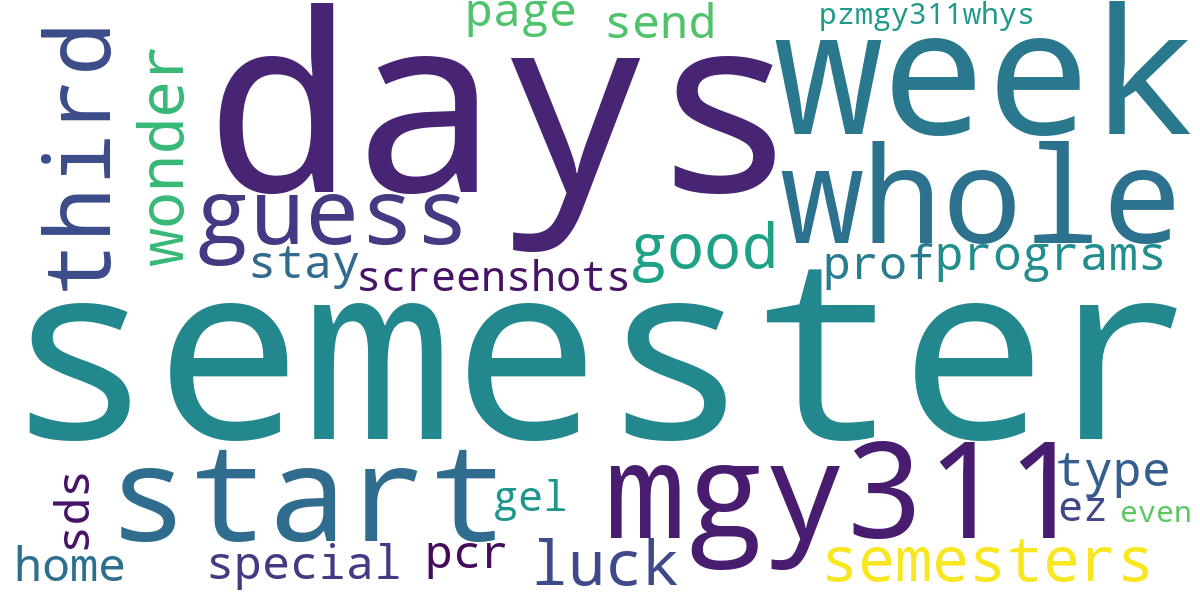 page
send
pzmgy311whys
third
wonder
days
week
whole
guess
good
stay
screenshots
prof
programs
semester
start
mgy311
type
sds
gel
ez
even
home
special
pcr
luck
semesters